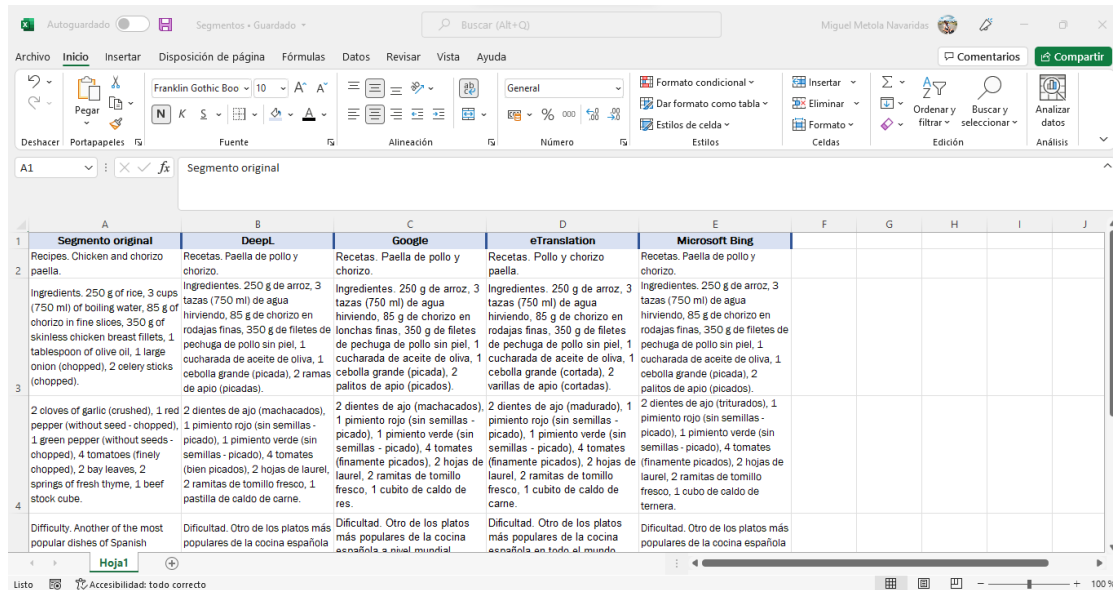 Autoguardado
Segmentos • Guardado
Buscar (Alt+Q)
Miguel Metola Navaridas
Archivo Inicio Insertar Disposición de página Fórmulas Datos Revisar Vista Ayuda
Comentarios
Compartir
Pegar
Franklin Gothic Boo 10
N K S
General
% 000
Formato condicional
Dar formato como tabla
Estilos de celda
Insertar
Eliminar
Formato
Ordenar y
filtrar
Buscar y
seleccionar
Analizar
datos
Deshacer Portapapeles Fuente Alineación Número Estilos Celdas Edición Análisis
A1
fx Segmento original
A B C D E F G H I J
1 Segmento original DeepL Google eTranslation Microsoft Bing
2
Recipes. Chicken and chorizo
paella.
Recetas. Paella de pollo y
chorizo.
Recetas. Paella de pollo y
chorizo.
Recetas. Pollo y chorizo
paella.
Recetas. Paella de pollo y
chorizo.
3
Ingredients. 250 g of rice, 3 cups
(750 ml) of boiling water, 85 g of
chorizo in fine slices, 350 g of
skinless chicken breast fillets, 1
tablespoon of olive oil, 1 large
onion (chopped), 2 celery sticks
(chopped).
Ingredientes. 250 g de arroz, 3
tazas (750 ml) de agua
hirviendo, 85 g de chorizo en
rodajas finas, 350 g de filetes de
pechuga de pollo sin piel, 1
cucharada de aceite de oliva, 1
cebolla grande (picada), 2 ramas
de apio (picadas).
Ingredientes. 250 g de arroz, 3
tazas (750 ml) de agua
hirviendo, 85 g de chorizo en
lonchas finas, 350 g de filetes
de pechuga de pollo sin piel, 1
cucharada de aceite de oliva, 1
cebolla grande (picada), 2
palitos de apio (picados).
Ingredientes. 250 g de arroz, 3
tazas (750 ml) de agua
hirviendo, 85 g de chorizo en
rodajas finas, 350 g de filetes
de pechuga de pollo sin piel, 1
cucharada de aceite de oliva, 1
cebolla grande (cortada), 2
varillas de apio (cortadas).
Ingredientes. 250 g de arroz, 3
tazas (750 ml) de agua
hirviendo, 85 g de chorizo en
rodajas finas, 350 g de filetes de
pechuga de pollo sin piel, 1
cucharada de aceite de oliva, 1
cebolla grande (picada), 2
palitos de apio (picados).
4
2 cloves of garlic (crushed), 1 red
pepper (without seed - chopped),
1 green pepper (without seeds -
chopped), 4 tomatoes (finely
chopped), 2 bay leaves, 2
springs of fresh thyme, 1 beef
stock cube.
2 dientes de ajo (machacados),
1 pimiento rojo (sin semillas -
picado), 1 pimiento verde (sin
semillas - picado), 4 tomates
(bien picados), 2 hojas de laurel,
2 ramitas de tomillo fresco, 1
pastilla de caldo de carne.
2 dientes de ajo (machacados),
1 pimiento rojo (sin semillas -
picado), 1 pimiento verde (sin
semillas - picado), 4 tomates
(finamente picados), 2 hojas de
laurel, 2 ramitas de tomillo
fresco, 1 cubito de caldo de
res.
2 dientes de ajo (madurado), 1
pimiento rojo (sin semillas -
picado), 1 pimiento verde (sin
semillas - picado), 4 tomates
(finamente picados), 2 hojas de
laurel, 2 ramitas de tomillo
fresco, 1 cubito de caldo de
carne.
2 dientes de ajo (triturados), 1
pimiento rojo (sin semillas -
picado), 1 pimiento verde (sin
semillas - picado), 4 tomates
(finamente picados), 2 hojas de
laurel, 2 ramitas de tomillo
fresco, 1 cubo de caldo de
ternera.
Difficulty. Another of the most
popular dishes of Spanish
Dificultad. Otro de los platos más
populares de la cocina española
Dificultad. Otro de los platos
más populares de la cocina
española a nivel mundial
Dificultad. Otro de los platos
más populares de la cocina
española en todo el mundo
Dificultad. Otro de los platos más
populares de la cocina española
Hoja1
Listo
Accesibilidad: todo correcto
100 %